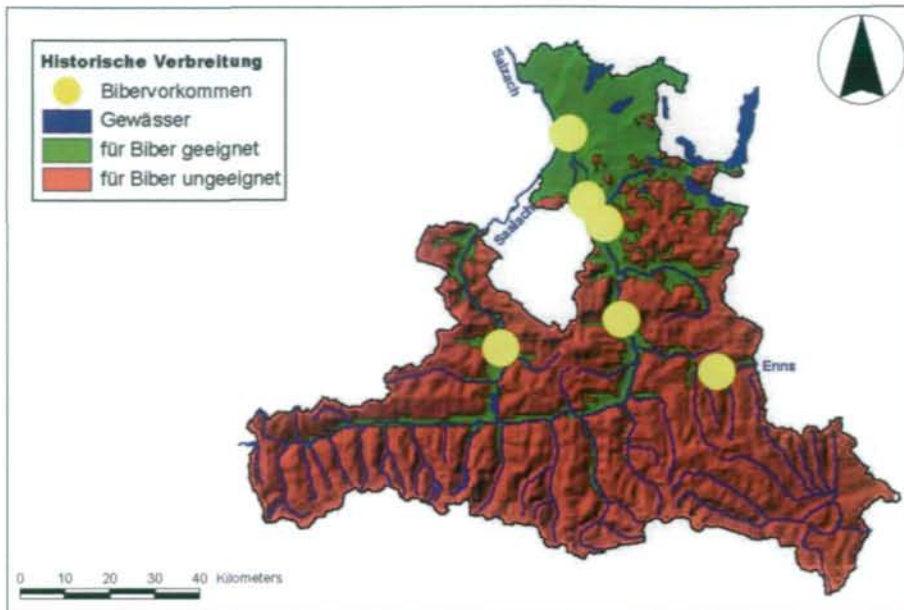 Historische Verbreitung
Bibervorkommen
Gewässer
für Biber geeignet
für Biber ungeeignet
Salzach
Saalach
Enns
0 10 20 30 40 Kilometers